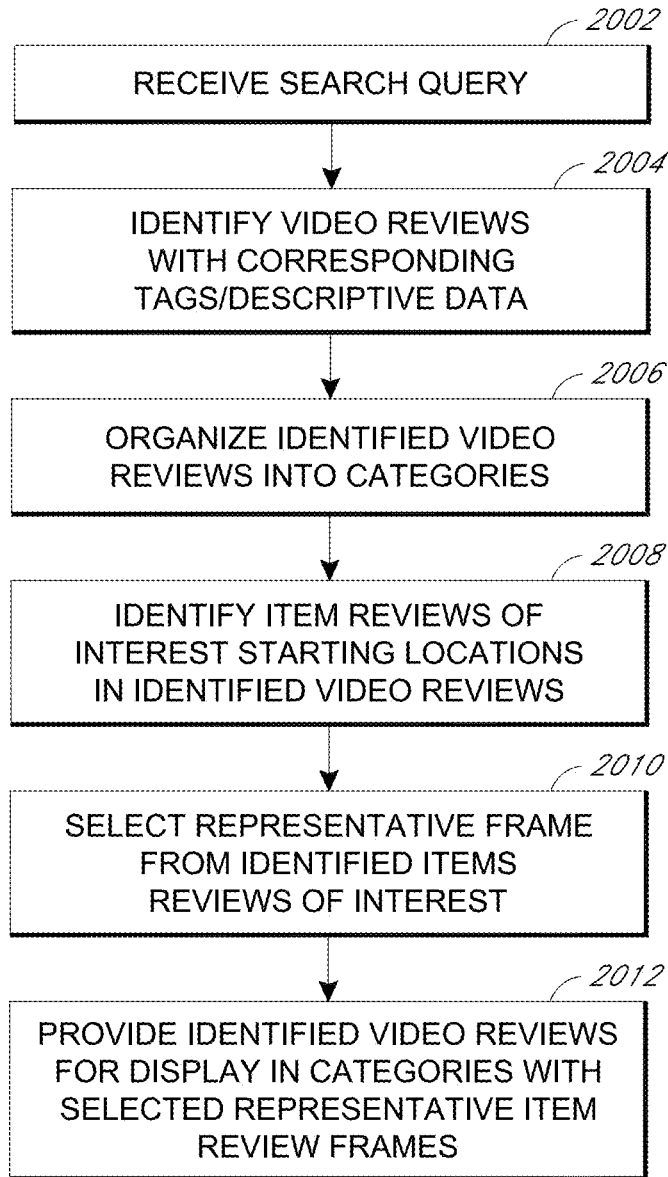 2002
RECEIVE SEARCH QUERY
2004
IDENTIFY VIDEO REVIEWS
WITH CORRESPONDING
TAGS/DESCRIPTIVE DATA
2006
ORGANIZE IDENTIFIED VIDEO
REVIEWS INTO CATEGORIES
2008
IDENTIFY ITEM REVIEWS OF
INTEREST STARTING LOCATIONS
IN IDENTIFIED VIDEO REVIEWS
2010
SELECT REPRESENTATIVE FRAME
FROM IDENTIFIED ITEMS
REVIEWS OF INTEREST
2012
PROVIDE IDENTIFIED VIDEO REVIEWS
FOR DISPLAY IN CATEGORIES WITH
SELECTED REPRESENTATIVE ITEM
REVIEW FRAMES